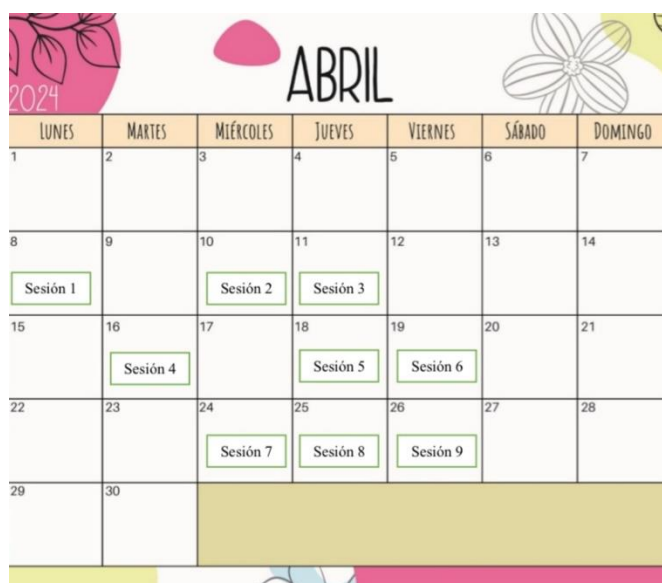 ABRIL
2024
LUNES MARTES MIÉRCOLES JUEVES VIERNES SÁBADO DOMINGO
1 2 3 4 5 6 7
8 9 10 11 12 13 14
Sesión 1 Sesión 2 Sesión 3
15 16 17 18 19 20 21
Sesión 4 Sesión 5 Sesión 6
22 23 24 25 26 27 28
Sesión 7 Sesión 8 Sesión 9
29 30